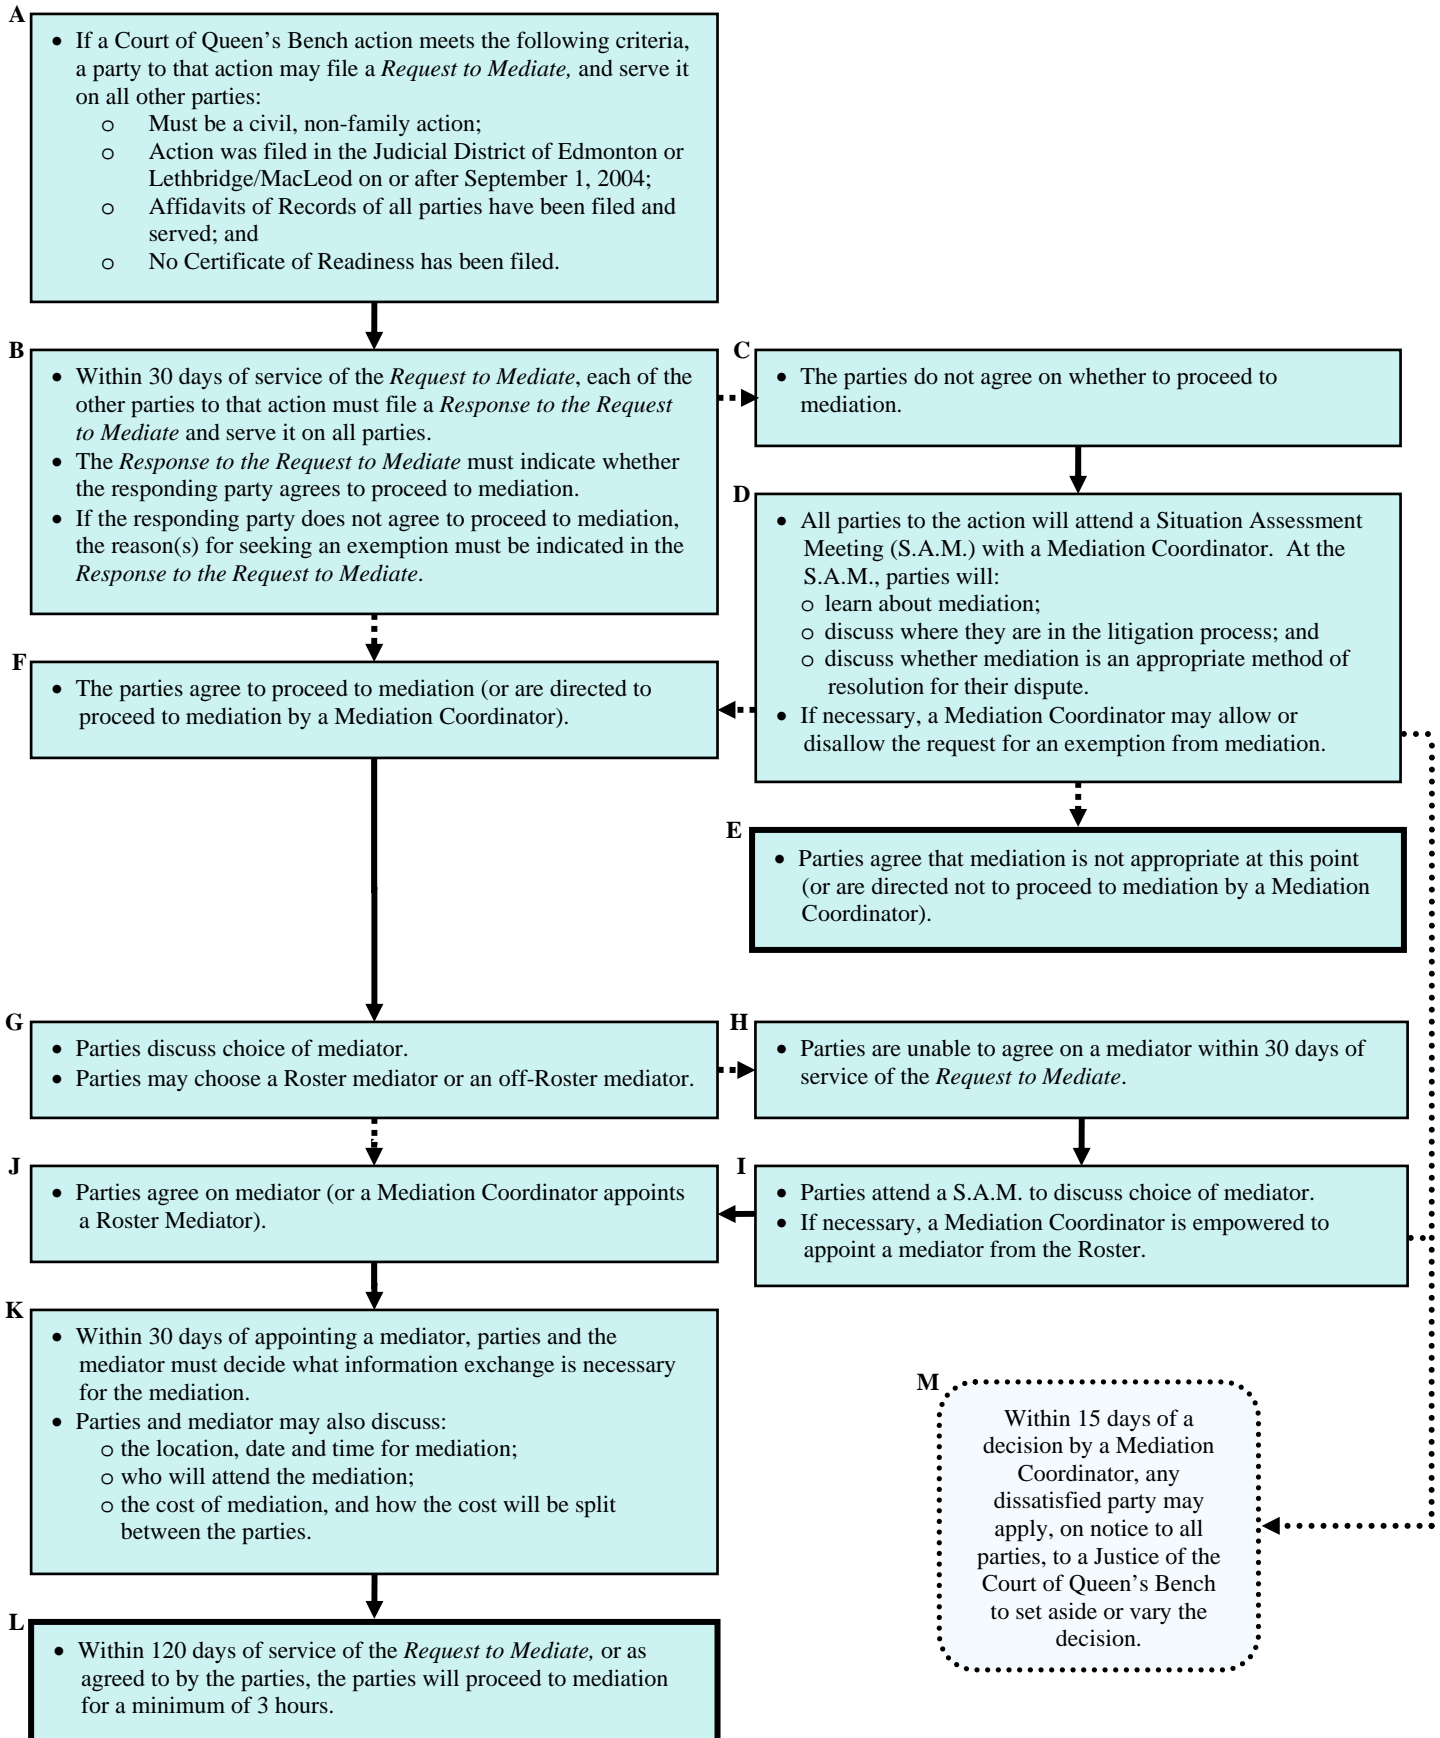 A
• If a Court of Queen’s Bench action meets the following criteria,
a party to that action may file a Request to Mediate, and serve it
on all other parties:
o Must be a civil, non-family action;
o Action was filed in the Judicial District of Edmonton or
Lethbridge/MacLeod on or after September 1, 2004;
o Affidavits of Records of all parties have been filed and
served; and
o No Certificate of Readiness has been filed.
B
• Within 30 days of service of the Request to Mediate, each of the
other parties to that action must file a Response to the Request
to Mediate and serve it on all parties.
• The Response to the Request to Mediate must indicate whether
the responding party agrees to proceed to mediation.
• If the responding party does not agree to proceed to mediation,
the reason(s) for seeking an exemption must be indicated in the
Response to the Request to Mediate.
C
• The parties do not agree on whether to proceed to
mediation.
D
• All parties to the action will attend a Situation Assessment
Meeting (S.A.M.) with a Mediation Coordinator.  At the
S.A.M., parties will:
o learn about mediation;
o discuss where they are in the litigation process; and
o discuss whether mediation is an appropriate method of
resolution for their dispute.
• If necessary, a Mediation Coordinator may allow or
disallow the request for an exemption from mediation.
F
• The parties agree to proceed to mediation (or are directed to
proceed to mediation by a Mediation Coordinator).
E
• Parties agree that mediation is not appropriate at this point
(or are directed not to proceed to mediation by a Mediation
Coordinator).
G
• Parties discuss choice of mediator.
• Parties may choose a Roster mediator or an off-Roster mediator.
H
• Parties are unable to agree on a mediator within 30 days of
service of the Request to Mediate.
J
• Parties agree on mediator (or a Mediation Coordinator appoints
a Roster Mediator).
I
• Parties attend a S.A.M. to discuss choice of mediator.
• If necessary, a Mediation Coordinator is empowered to
appoint a mediator from the Roster.
K
• Within 30 days of appointing a mediator, parties and the
mediator must decide what information exchange is necessary
for the mediation.
• Parties and mediator may also discuss:
o the location, date and time for mediation;
o who will attend the mediation;
o the cost of mediation, and how the cost will be split
between the parties.
M
Within 15 days of a
decision by a Mediation
Coordinator, any
dissatisfied party may
apply, on notice to all
parties, to a Justice of the
Court of Queen’s Bench
to set aside or vary the
decision.
L
• Within 120 days of service of the Request to Mediate, or as
agreed to by the parties, the parties will proceed to mediation
for a minimum of 3 hours.